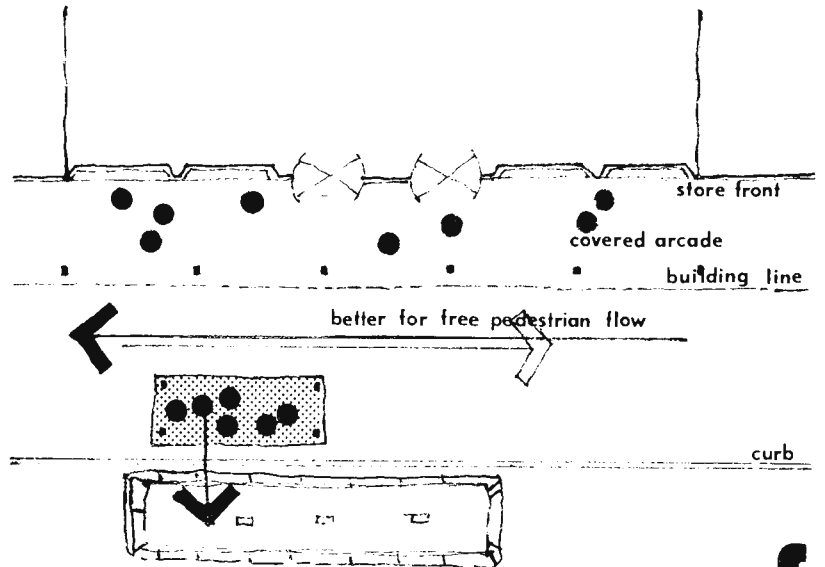 store front
covered arcade
building line
better for free pedestrian flow
curb